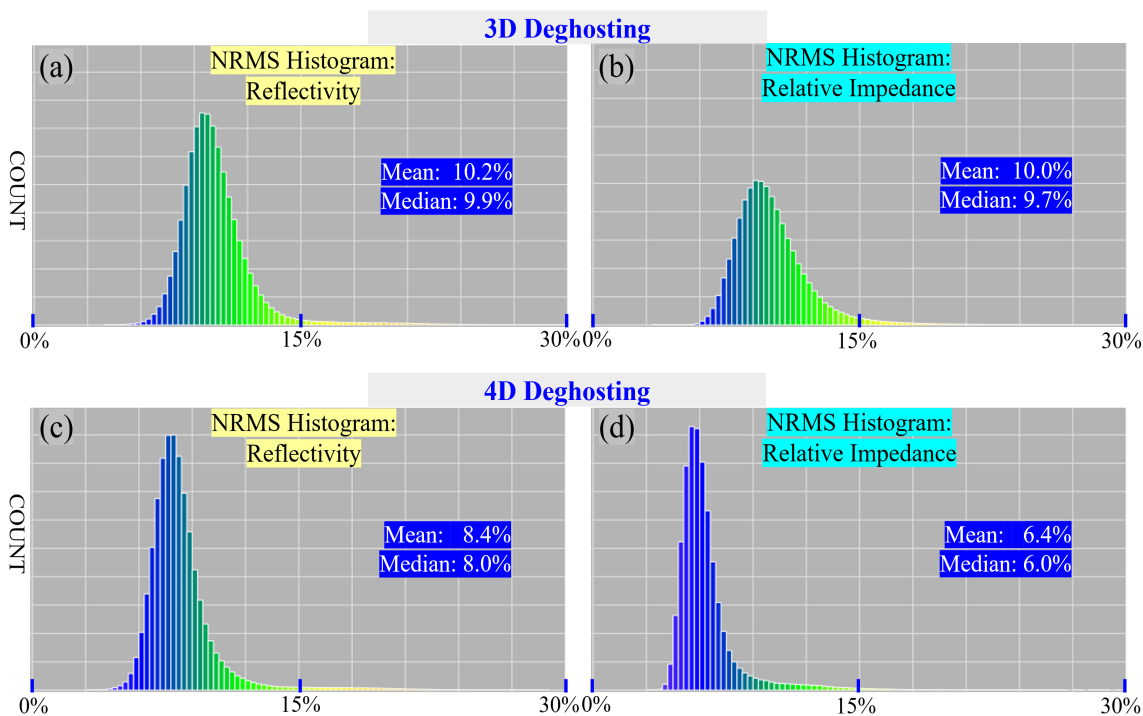 3D Deghosting
(a)
NRMS Histogram:
Reflectivity
COUNT
Mean: 10.2%
Median: 9.9%
0%
15%
30%
(b)
NRMS Histogram:
Relative Impedance
Mean: 10.0%
Median: 9.7%
0%
15%
30%
4D Deghosting
(c)
NRMS Histogram:
Reflectivity
COUNT
Mean: 8.4%
Median: 8.0%
0%
15%
30%
(d)
NRMS Histogram:
Relative Impedance
Mean: 6.4%
Median: 6.0%
0%
15%
30%